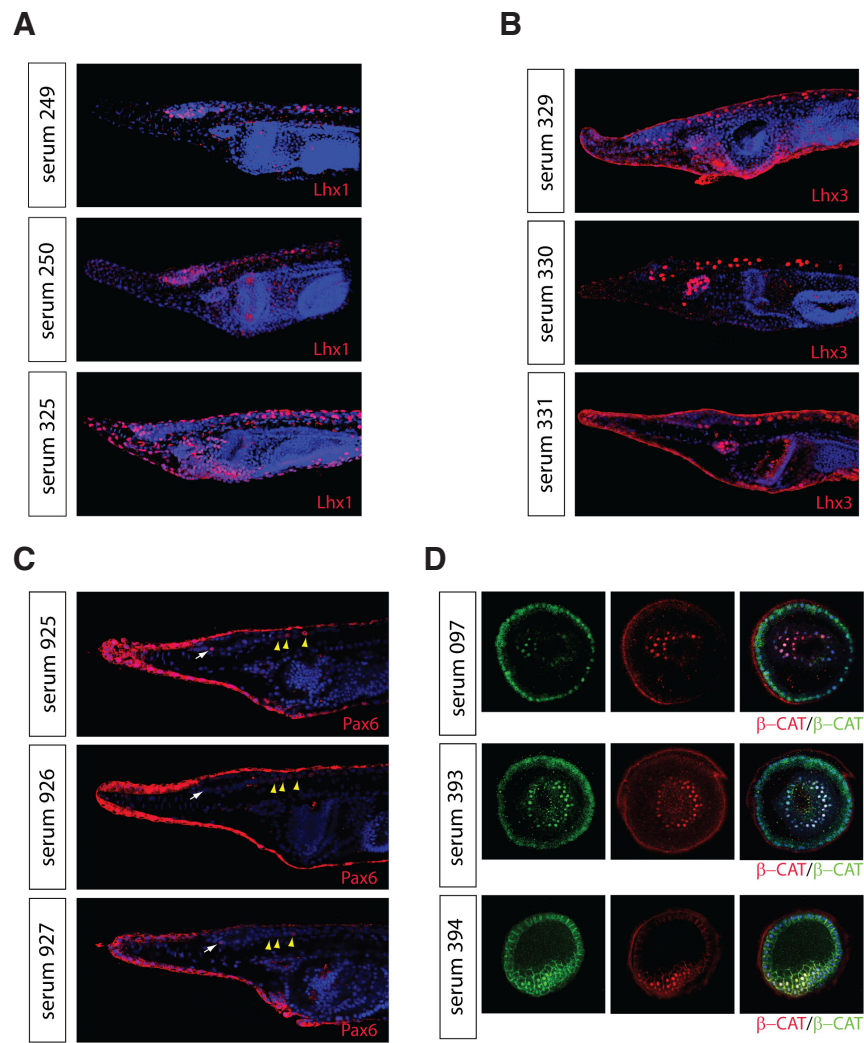 A
serum 249
Lhx1
serum 250
Lhx1
serum 325
Lhx1
B
serum 329
Lhx3
serum 330
Lhx3
serum 331
Lhx3
C
serum 925
Pax6
serum 926
Pax6
serum 927
Pax6
D
serum 097
β–CAT/β–CAT
serum 393
β–CAT/β–CAT
serum 394
β–CAT/β–CAT